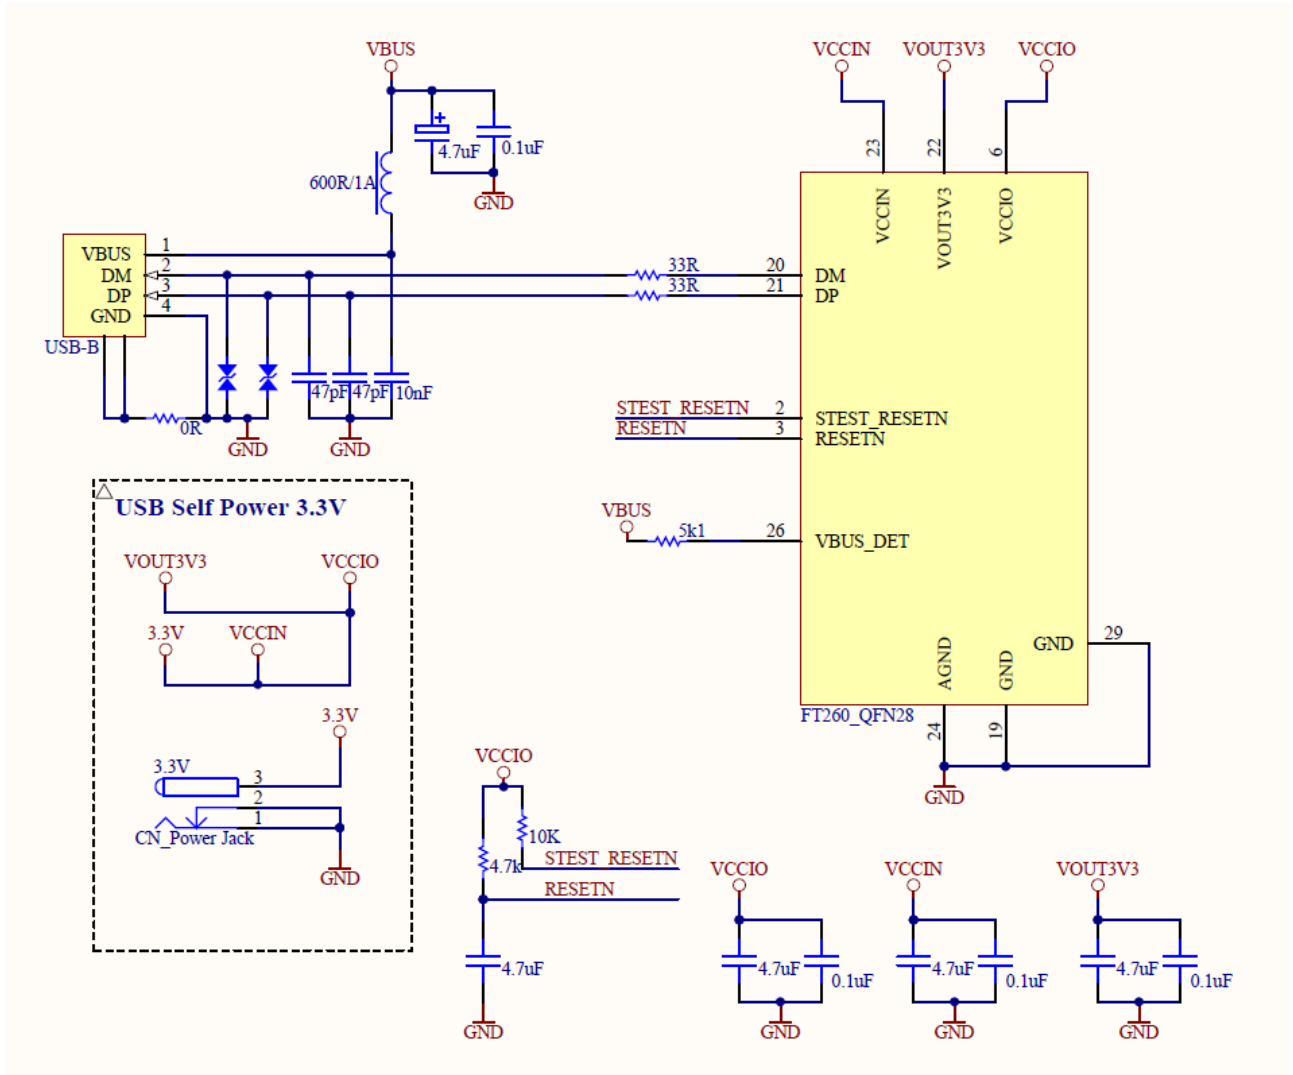 VBUS
VCCIN
VOUT3V3
VCCIO
+
4.7uF
0.1uF
600R/1A
GND
23
22
6
VCCIN
VOUT3V3
VCCIO
VBUS
1
DM
2
DP
3
GND
4
USB-B
33R
20
DM
33R
21
DP
47pF
47pF
10nF
0R
GND
GND
STEST_RESETN
2
STEST_RESETN
RESETN
3
RESETN
VBUS
5k1
26
VBUS_DET
USB Self Power 3.3V
VOUT3V3
VCCIO
3.3V
VCCIN
3.3V
3.3V
3
2
1
CN_Power Jack
GND
GND
29
AGND
GND
FT260_QFN28
24
19
GND
VCCIO
10K
4.7k
STEST_RESETN
RESETN
4.7uF
GND
VCCIO
4.7uF
0.1uF
GND
VCCIN
4.7uF
0.1uF
GND
VOUT3V3
4.7uF
0.1uF
GND